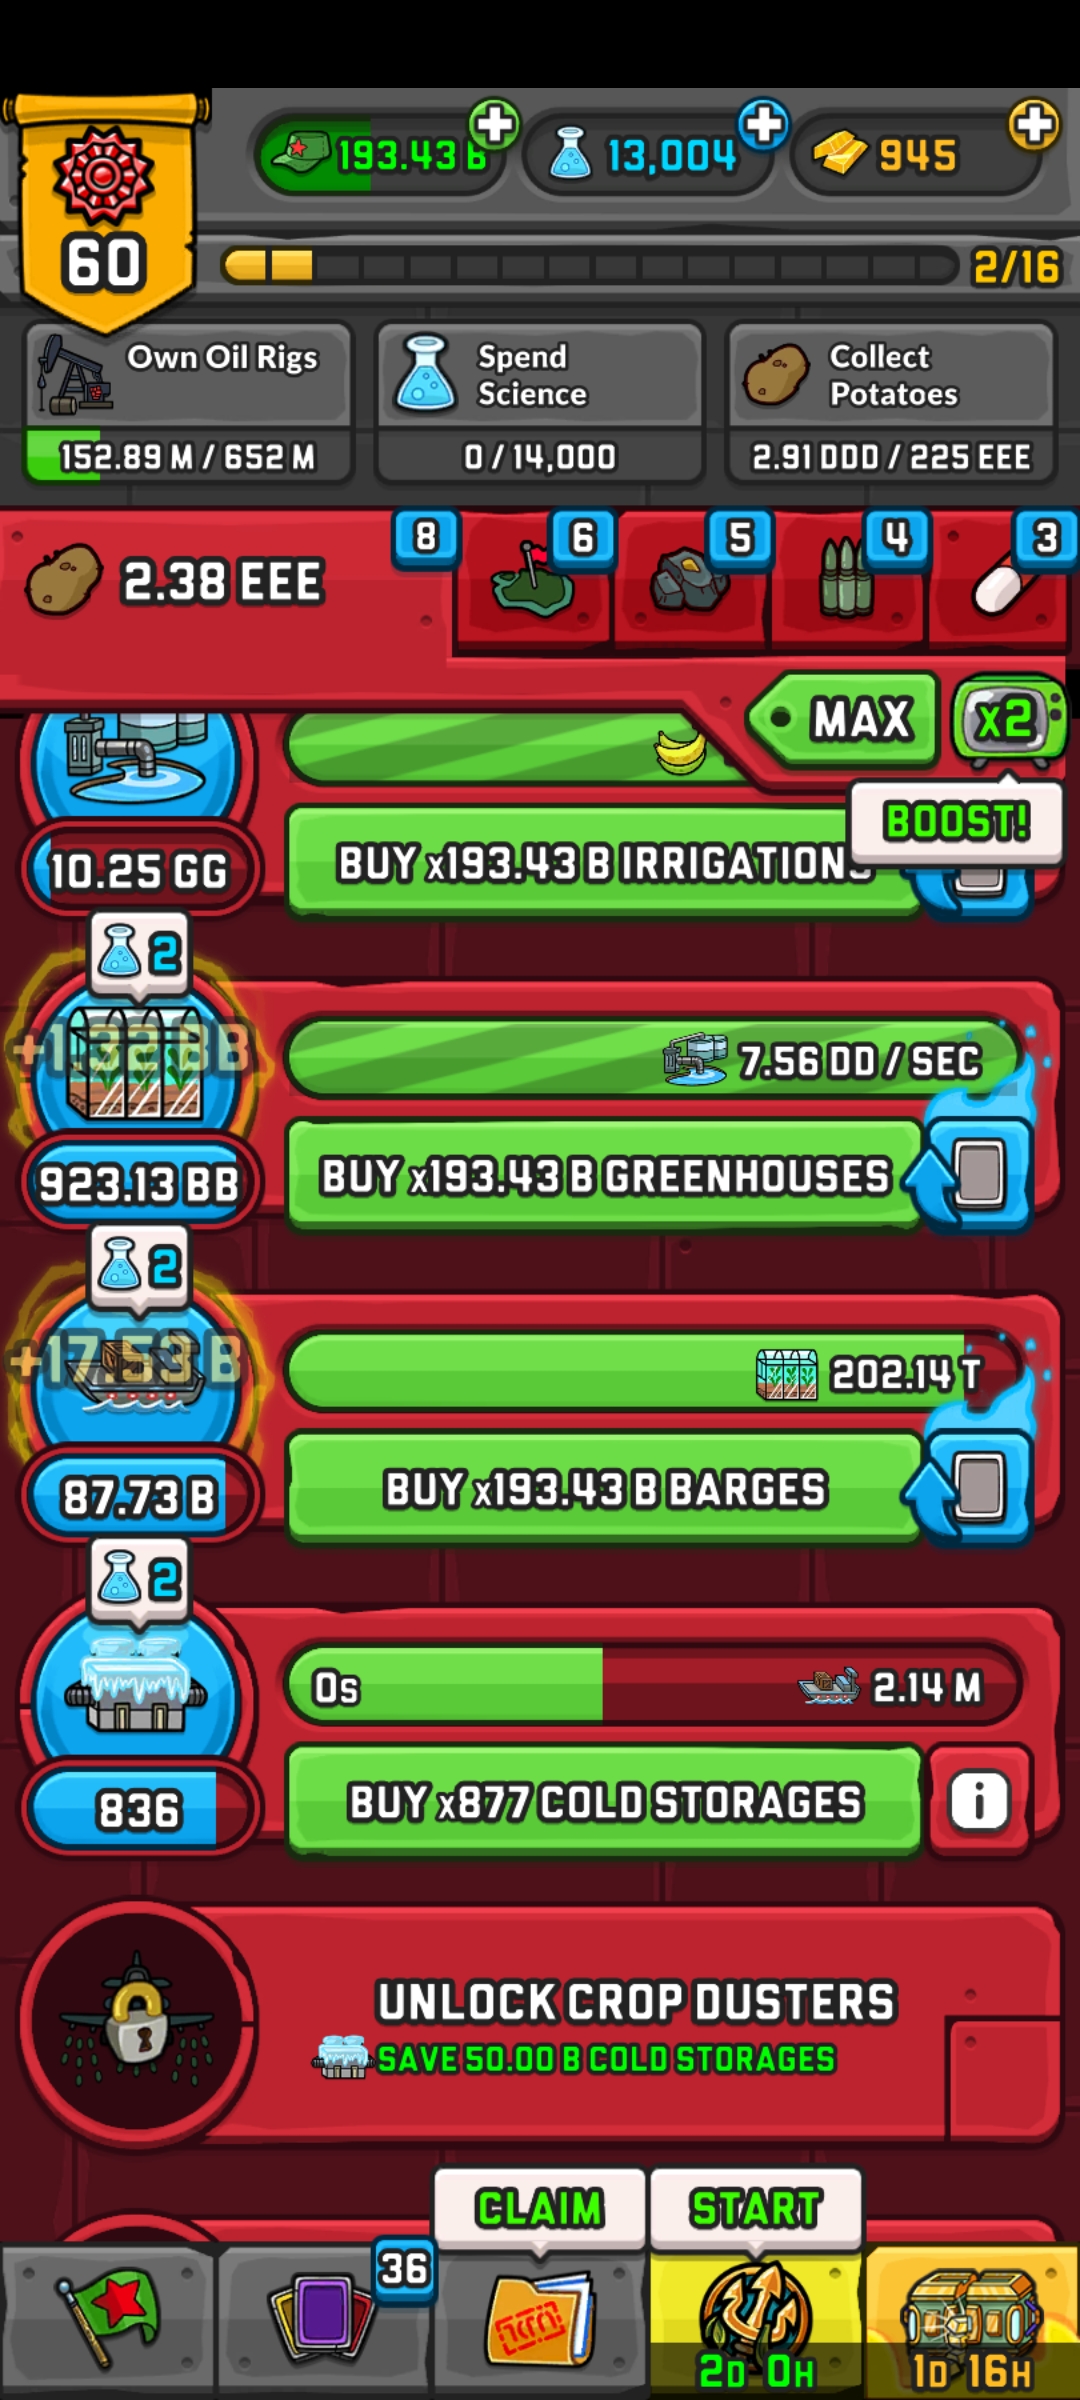 193.43 B
13,004
945
60
2/16
Own Oil Rigs
152.89 M / 652 M
Spend
Science
0 / 14,000
Collect
Potatoes
2.91 DDD / 225 EEE
2.38 EEE
8
6
5
4
3
MAX
x2
BOOST!
10.25 GG
BUY x193.43 B IRRIGATIONS
2
+1.32 BB
7.56 DD / SEC
923.13 BB
BUY x193.43 B GREENHOUSES
2
+17.53 B
202.14 T
87.73 B
BUY x193.43 B BARGES
2
0s
2.14 M
836
BUY x877 COLD STORAGES
i
UNLOCK CROP DUSTERS
SAVE 50.00 B COLD STORAGES
CLAIM
START
36
2D 0H
1D 16H